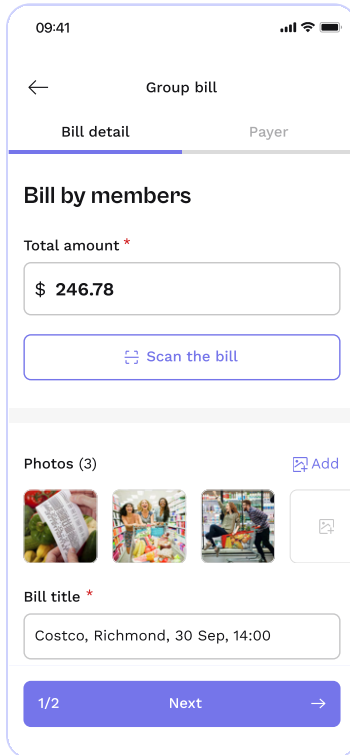 09:41
Group bill
Bill detail
Payer
Bill by members
Total amount *
$ 246.78
Scan the bill
Photos (3)
Add
Bill title *
Costco, Richmond, 30 Sep, 14:00
1/2 Next